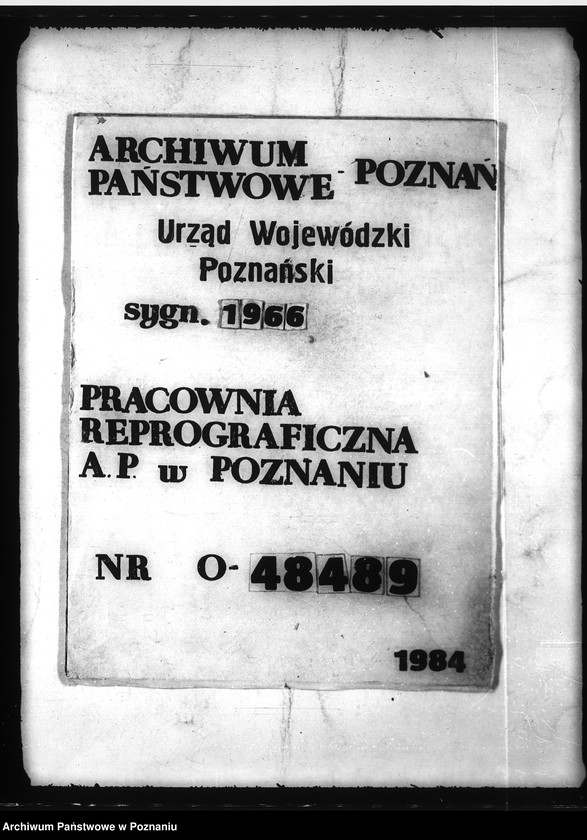 ARCHIWUM
PAŃSTWOWE - POZNAŃ
Urząd Wojewódzki
Poznański
sygn. 1966
PRACOWNIA
REPROGRAFICZNA
A.P. w POZNANIU
NR O-48489
1984
Archiwum Państwowe w Poznaniu